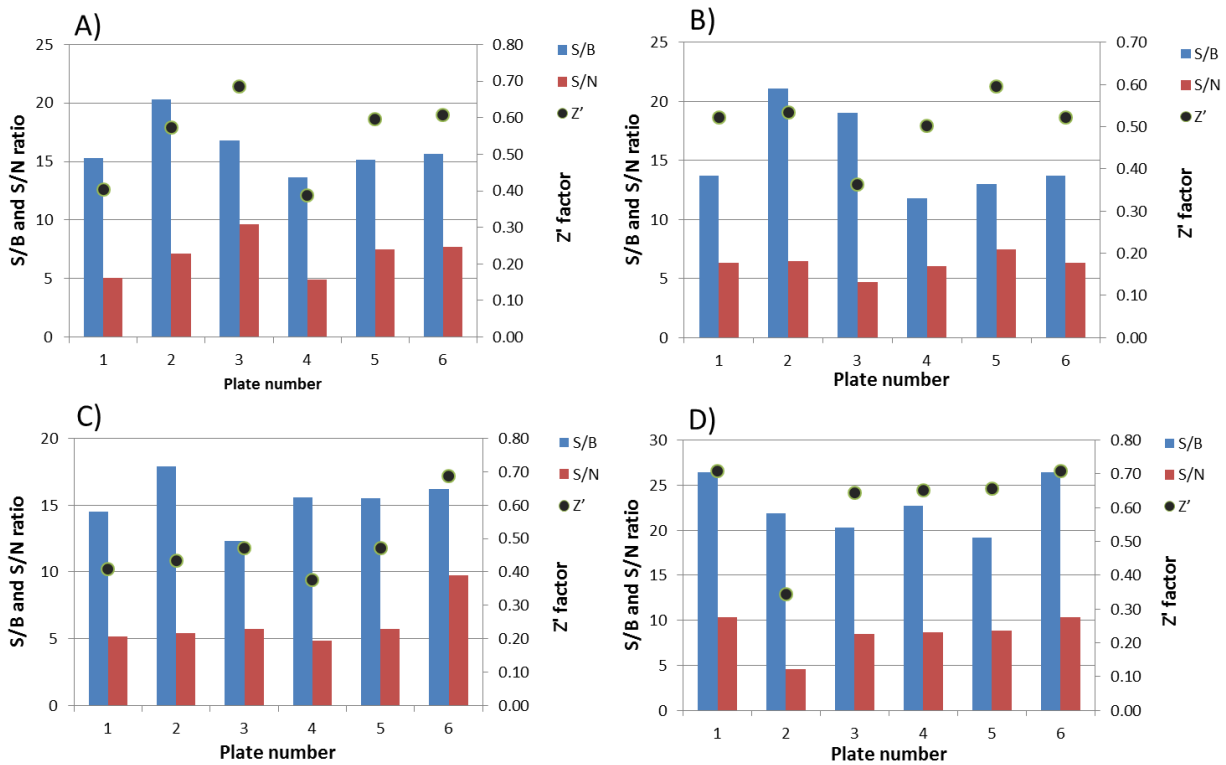 A)
S/B and S/N ratio
25
20
15
10
5
0
0.80
0.70
0.60
0.50
0.40
0.30
0.20
0.10
0.00
Z' factor
S/B
S/N
Z’
1 2 3 4 5 6
Plate number
B)
S/B and S/N ratio
25
20
15
10
5
0
0.70
0.60
0.50
0.40
0.30
0.20
0.10
0.00
Z' factor
S/B
S/N
Z’
1 2 3 4 5 6
Plate number
C)
S/B and S/N ratio
20
15
10
5
0
0.80
0.70
0.60
0.50
0.40
0.30
0.20
0.10
0.00
Z' factor
S/B
S/N
Z’
1 2 3 4 5 6
Plate number
D)
S/B and S/N ratio
30
25
20
15
10
5
0
0.80
0.70
0.60
0.50
0.40
0.30
0.20
0.10
0.00
Z' factor
S/B
S/N
Z’
1 2 3 4 5 6
Plate number